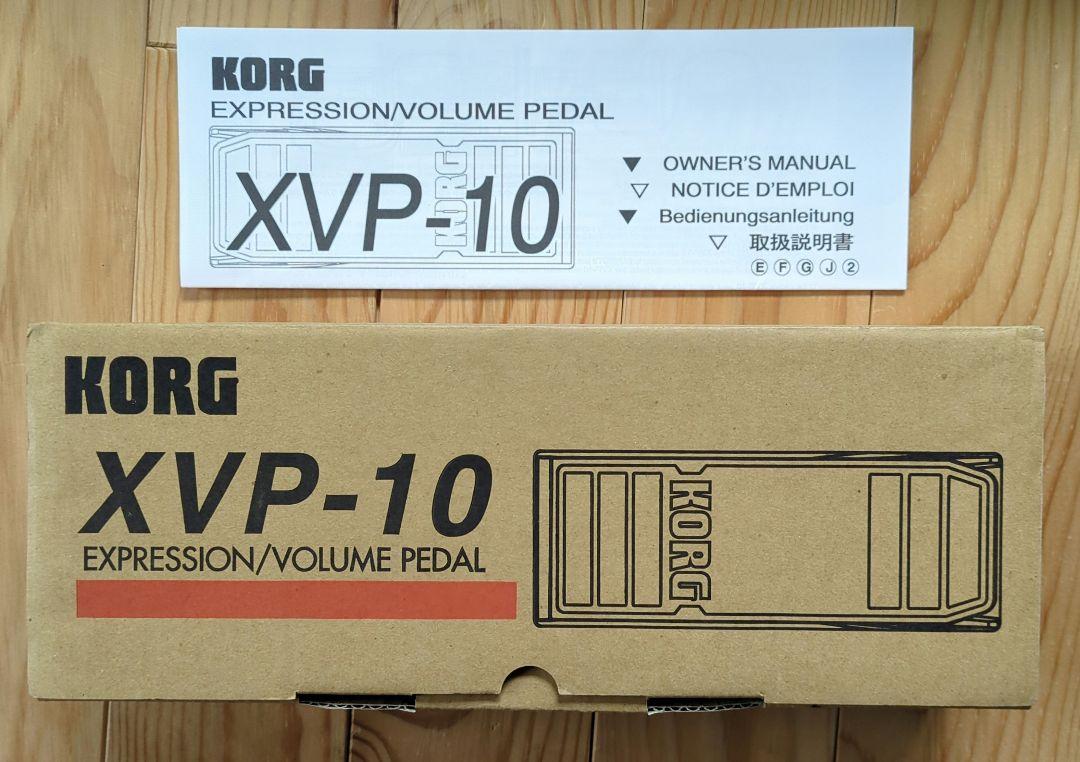 KORG
EXPRESSION/VOLUME PEDAL
KORG
XVP-10
▼ OWNER'S MANUAL
▽ NOTICE D'EMPLOI
▼ Bedienungsanleitung
▽ 取扱説明書
Ⓔ Ⓕ Ⓖ Ⓙ ②
KORG
XVP-10
EXPRESSION/VOLUME PEDAL
KORG